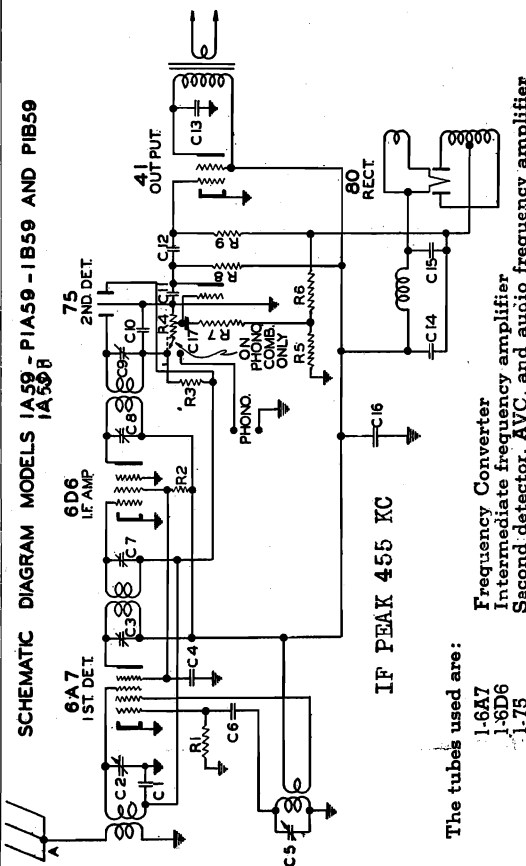 SCHEMATIC DIAGRAM MODELS 1A59 - P1A59 - 1B59 AND P1B59
1A59B
A
C2
C1
6A7
1 ST. DET.
R1
C6
C5
C3
C4
C7
6D6
I.F. AMP.
R2
C8
C9
C10
75
2ND. DET.
R3
R4
C11
C17
R7
ON
PHONO.
COMB.
ONLY
PHONO.
R5
R6
R8
C12
R9
41
OUTPUT.
C13
80
RECT.
C14
C15
C16
IF PEAK 455 KC
The tubes used are:
1-6A7 Frequency Converter
1-6D6 Intermediate frequency amplifier
1-75 Second detector, AVC, and audio frequency amplifier